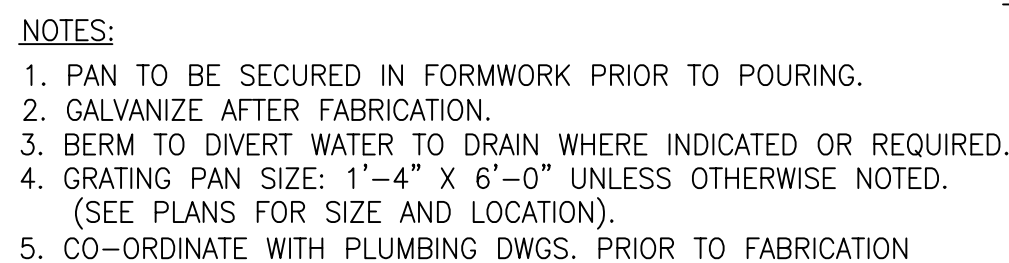 NOTES:
1. PAN TO BE SECURED IN FORMWORK PRIOR TO POURING.
2. GALVANIZE AFTER FABRICATION.
3. BERM TO DIVERT WATER TO DRAIN WHERE INDICATED OR REQUIRED.
4. GRATING PAN SIZE: 1'-4" X 6'-0" UNLESS OTHERWISE NOTED.
(SEE PLANS FOR SIZE AND LOCATION).
5. CO-ORDINATE WITH PLUMBING DWGS. PRIOR TO FABRICATION